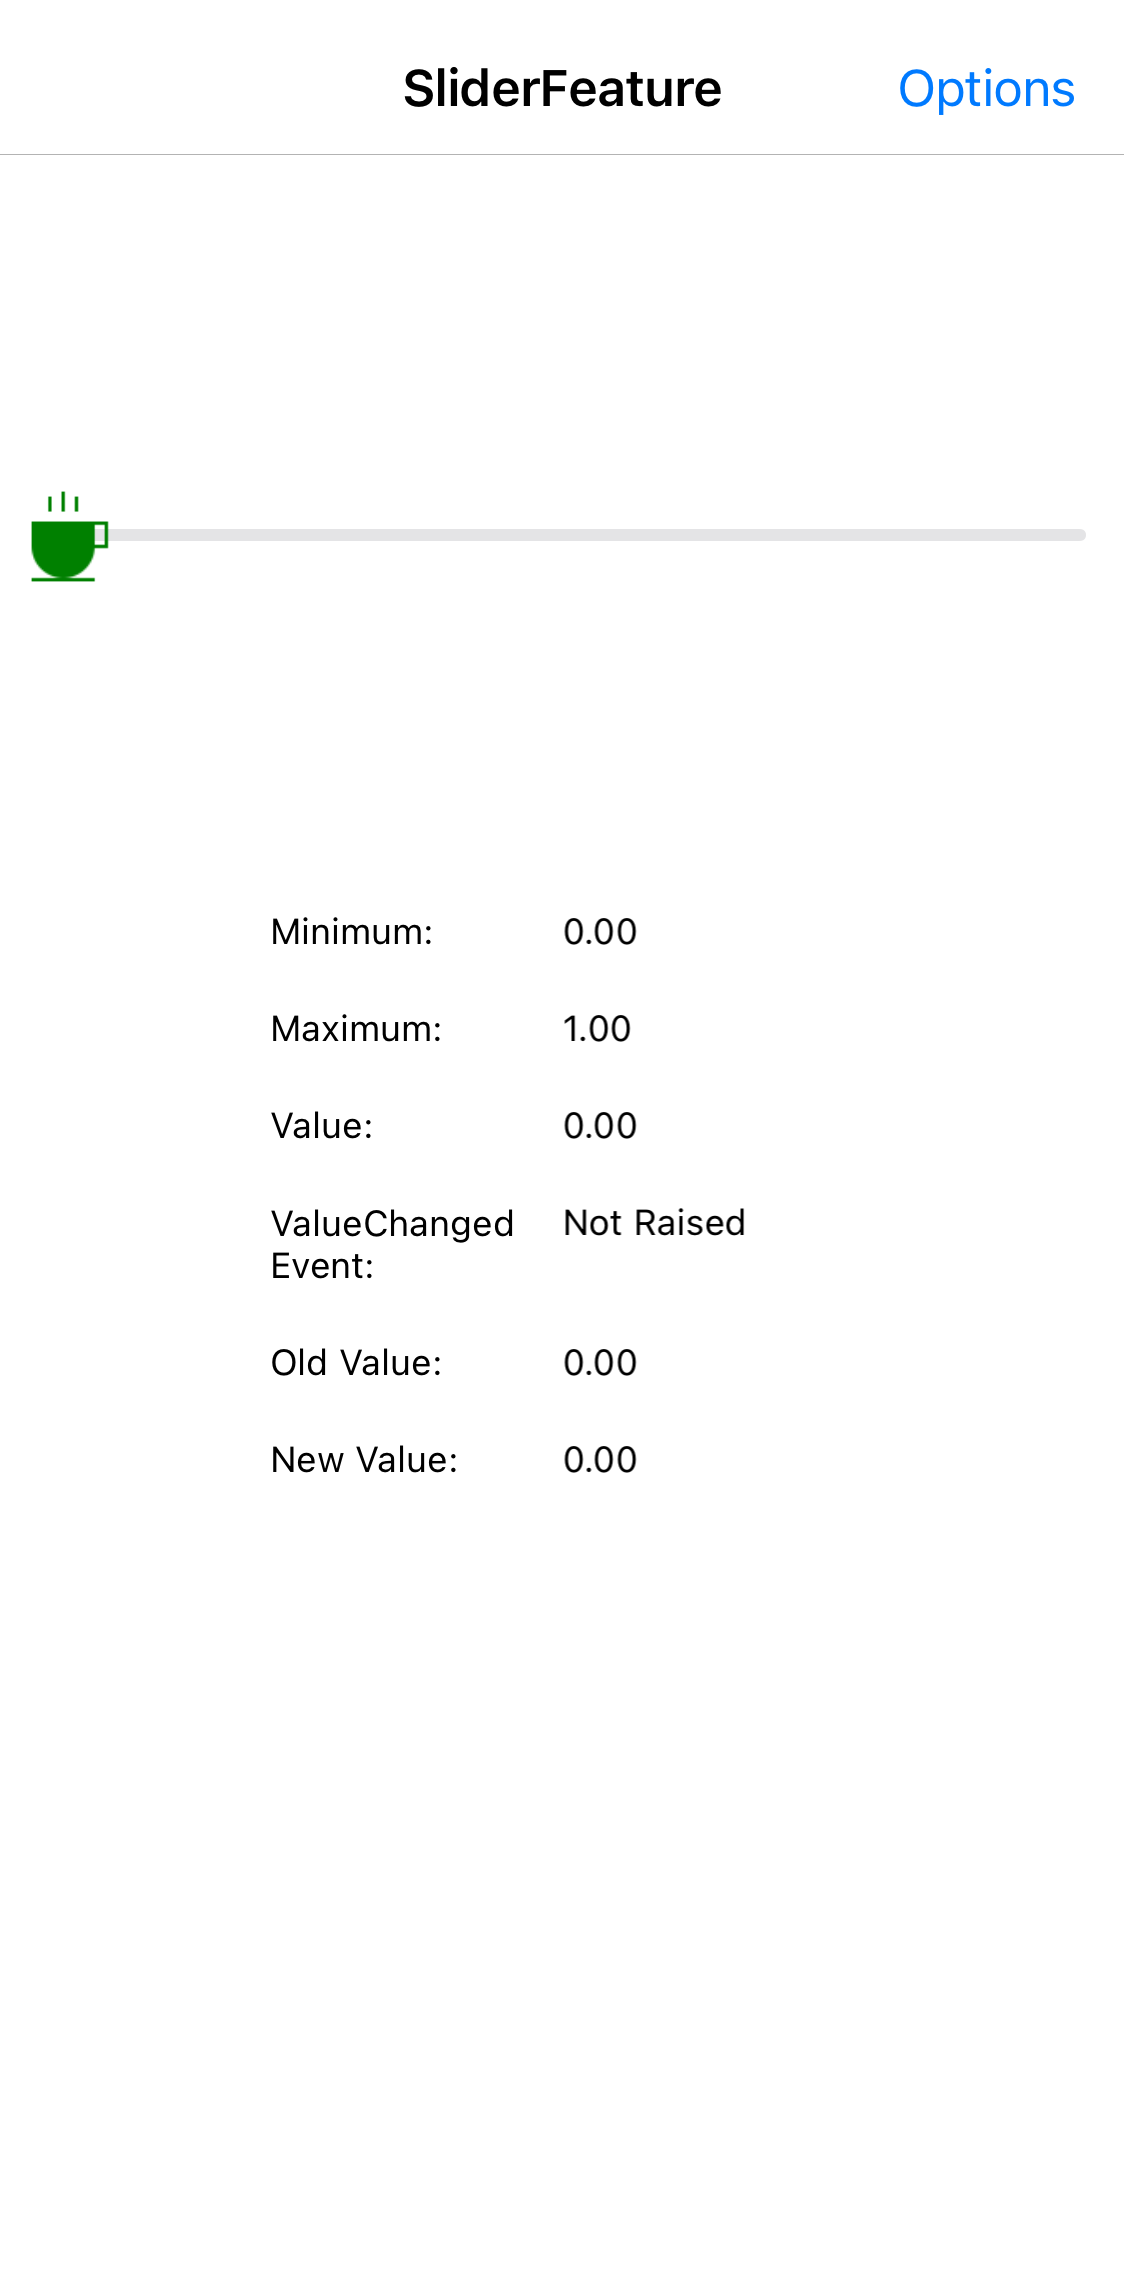 SliderFeature
Options
Minimum: 0.00
Maximum: 1.00
Value: 0.00
ValueChanged Not Raised
Event:
Old Value: 0.00
New Value: 0.00